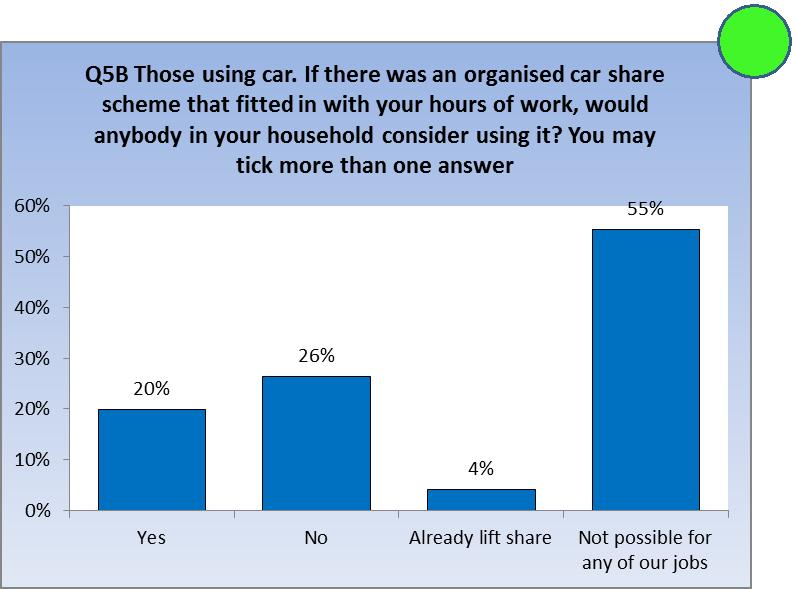 Q5B Those using car. If there was an organised car share
scheme that fitted in with your hours of work, would
anybody in your household consider using it? You may
tick more than one answer
60%
50%
40%
30%
20%
10%
0%
20%
26%
4%
55%
Yes
No
Already lift share
Not possible for
any of our jobs